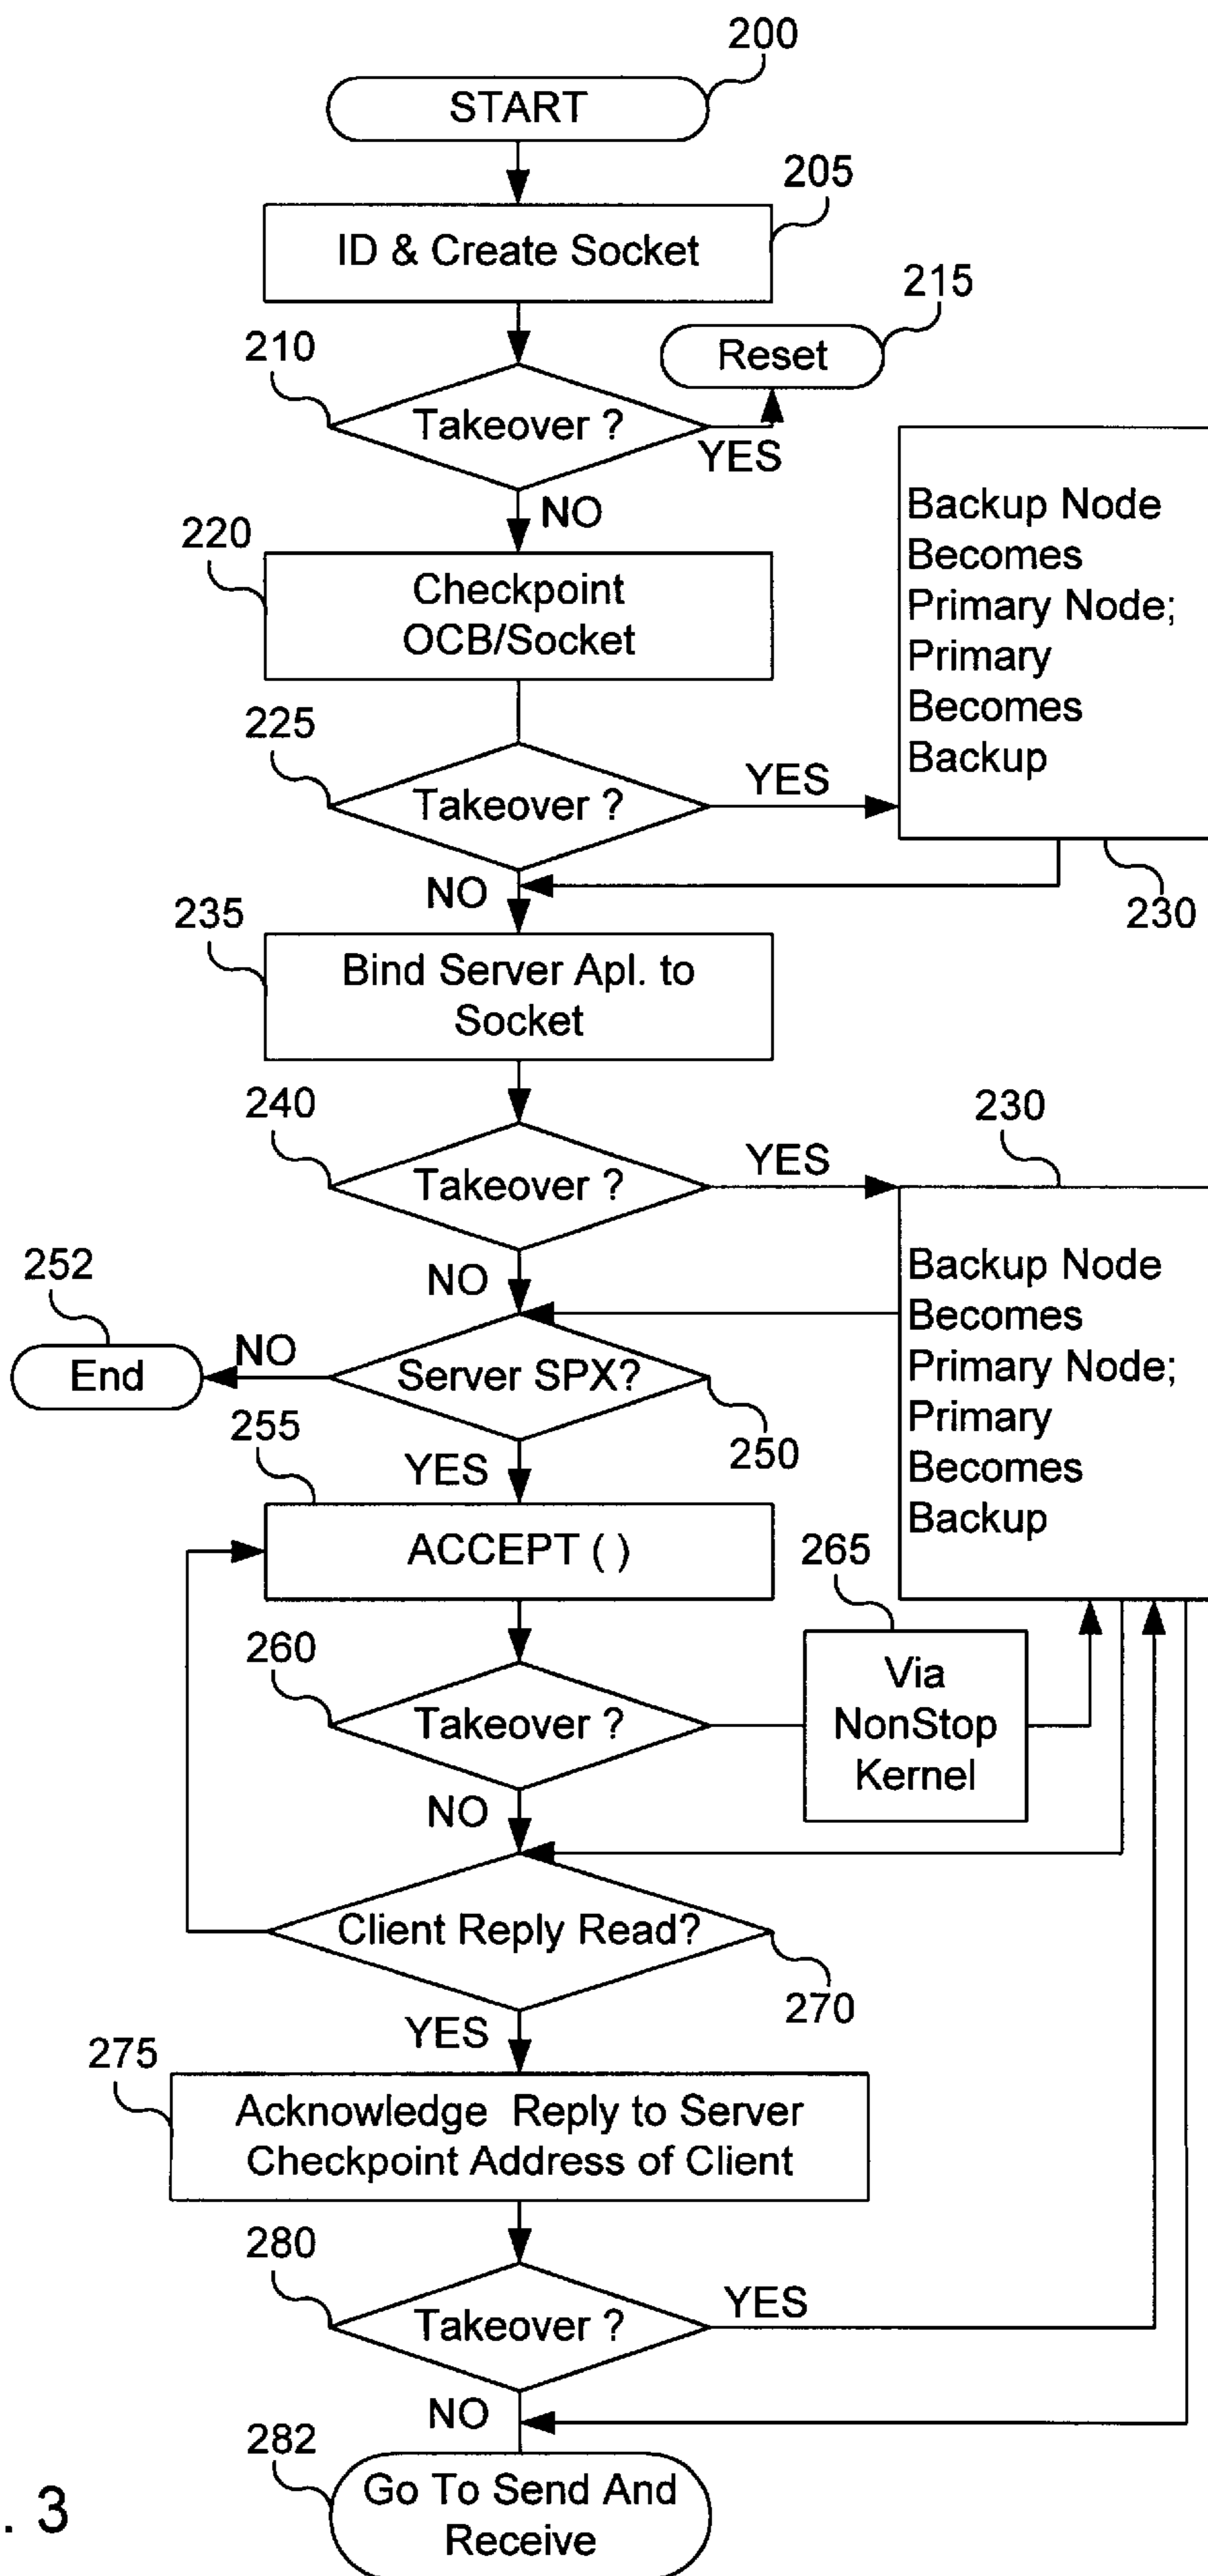 200
START
205
ID & Create Socket
215
Reset
210
Takeover ?
YES
NO
220
Checkpoint
OCB/Socket
Backup Node
Becomes
Primary Node;
Primary
Becomes
Backup
225
Takeover ?
YES
NO
230
235
Bind Server Apl. to
Socket
240
Takeover ?
YES
230
NO
Backup Node
Becomes
Primary Node;
Primary
Becomes
Backup
252
End
NO
Server SPX?
250
255
YES
ACCEPT ( )
265
Via
NonStop
Kernel
260
Takeover ?
NO
Client Reply Read?
270
YES
275
Acknowledge Reply to Server
Checkpoint Address of Client
280
Takeover ?
YES
NO
282
Go To Send And
Receive
. 3